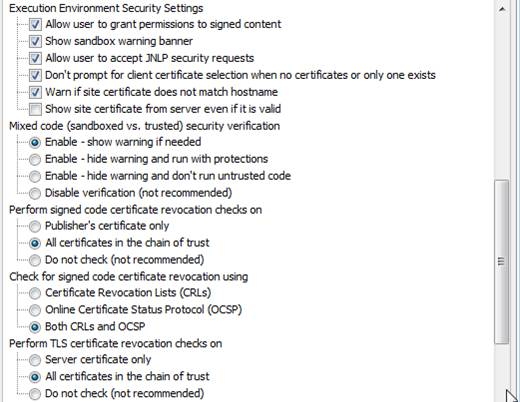 Execution Environment Security Settings
Allow user to grant permissions to signed content
Show sandbox warning banner
Allow user to accept JNLP security requests
Don't prompt for client certificate selection when no certificates or only one exists
Warn if site certificate does not match hostname
Show site certificate from server even if it is valid
Mixed code (sandboxed vs. trusted) security verification
Enable - show warning if needed
Enable - hide warning and run with protections
Enable - hide warning and don't run untrusted code
Disable verification (not recommended)
Perform signed code certificate revocation checks on
Publisher's certificate only
All certificates in the chain of trust
Do not check (not recommended)
Check for signed code certificate revocation using
Certificate Revocation Lists (CRLs)
Online Certificate Status Protocol (OCSP)
Both CRLs and OCSP
Perform TLS certificate revocation checks on
Server certificate only
All certificates in the chain of trust
Do not check (not recommended)